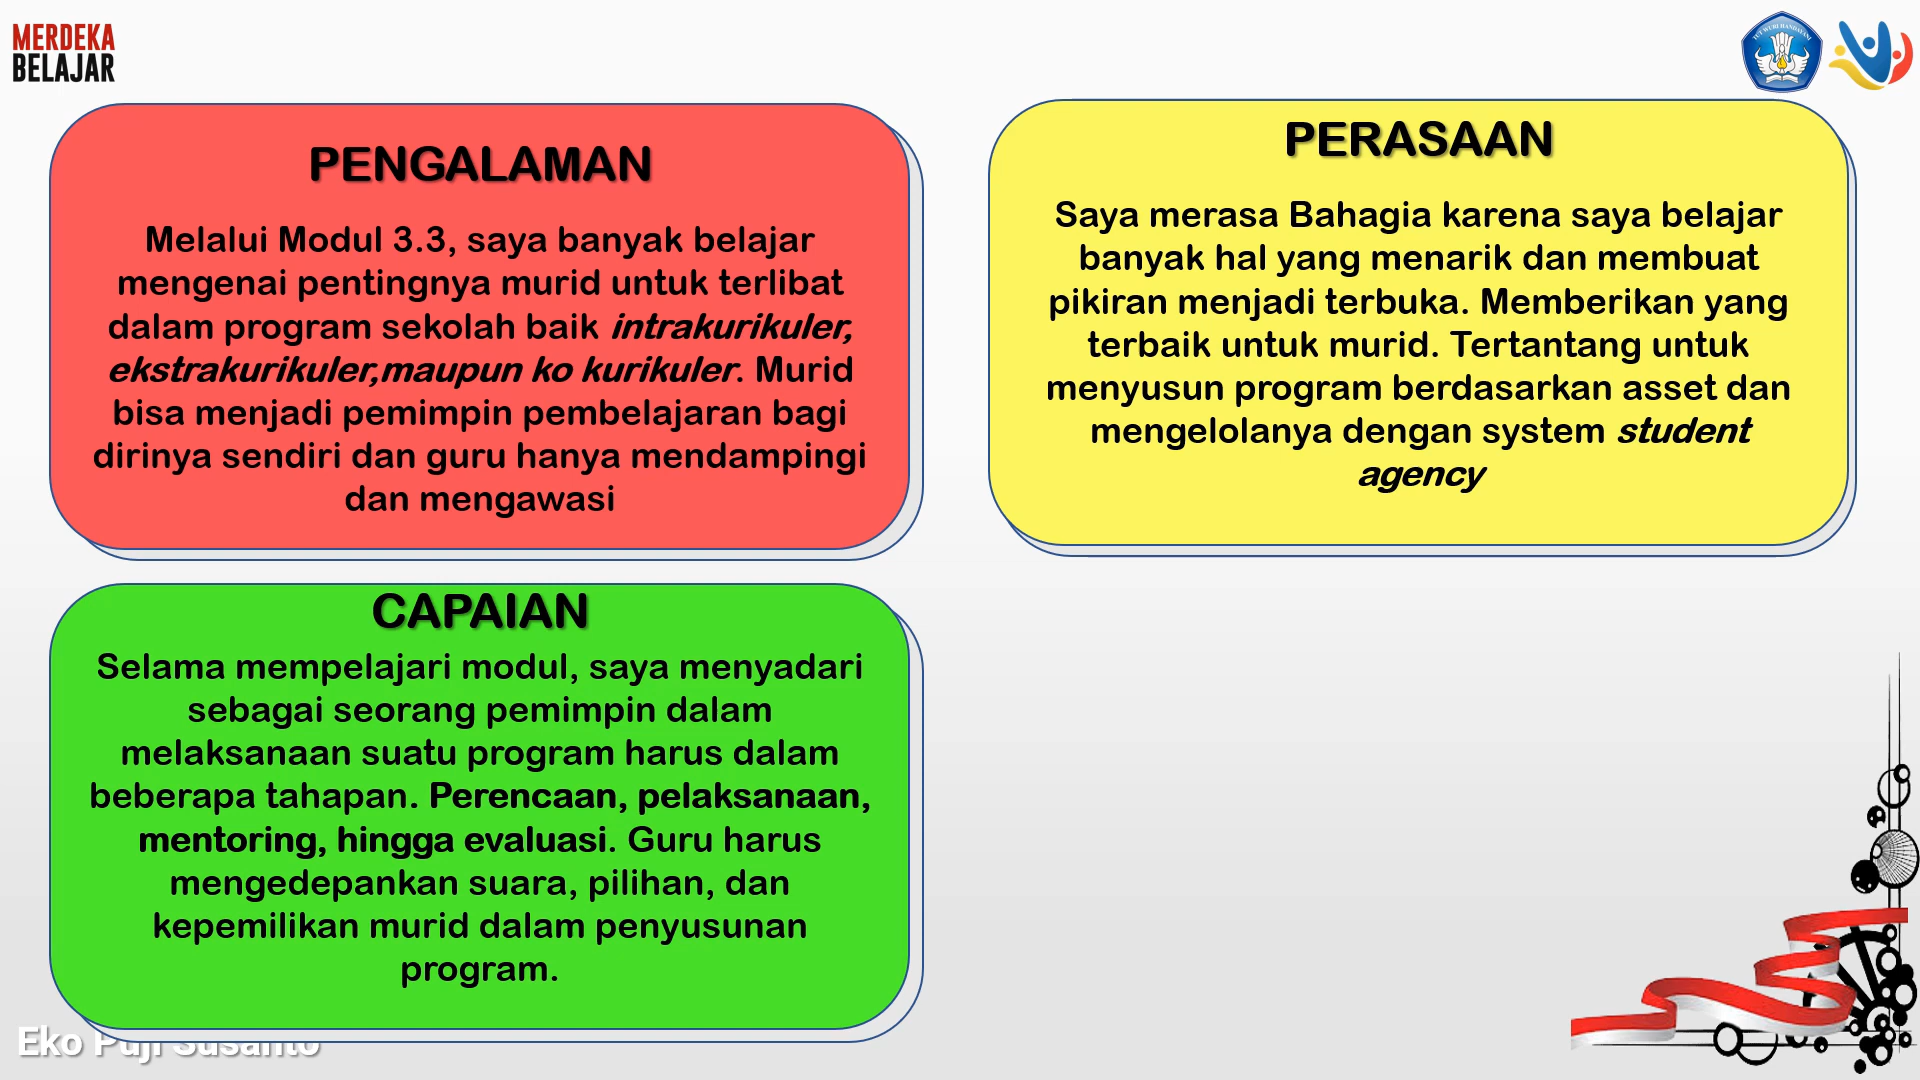 MERDEKA
BELAJAR
PENGALAMAN
Melalui Modul 3.3, saya banyak belajar
mengenai pentingnya murid untuk terlibat
dalam program sekolah baik intrakurikuler,
ekstrakurikuler,maupun ko kurikuler. Murid
bisa menjadi pemimpin pembelajaran bagi
dirinya sendiri dan guru hanya mendampingi
dan mengawasi
PERASAAN
Saya merasa Bahagia karena saya belajar
banyak hal yang menarik dan membuat
pikiran menjadi terbuka. Memberikan yang
terbaik untuk murid. Tertantang untuk
menyusun program berdasarkan asset dan
mengelolanya dengan system student
agency
CAPAIAN
Selama mempelajari modul, saya menyadari
sebagai seorang pemimpin dalam
melaksanaan suatu program harus dalam
beberapa tahapan. Perencaan, pelaksanaan,
mentoring, hingga evaluasi. Guru harus
mengedepankan suara, pilihan, dan
kepemilikan murid dalam penyusunan
program.
Eko Puji Susanto
TUT WURI HANDAYANI